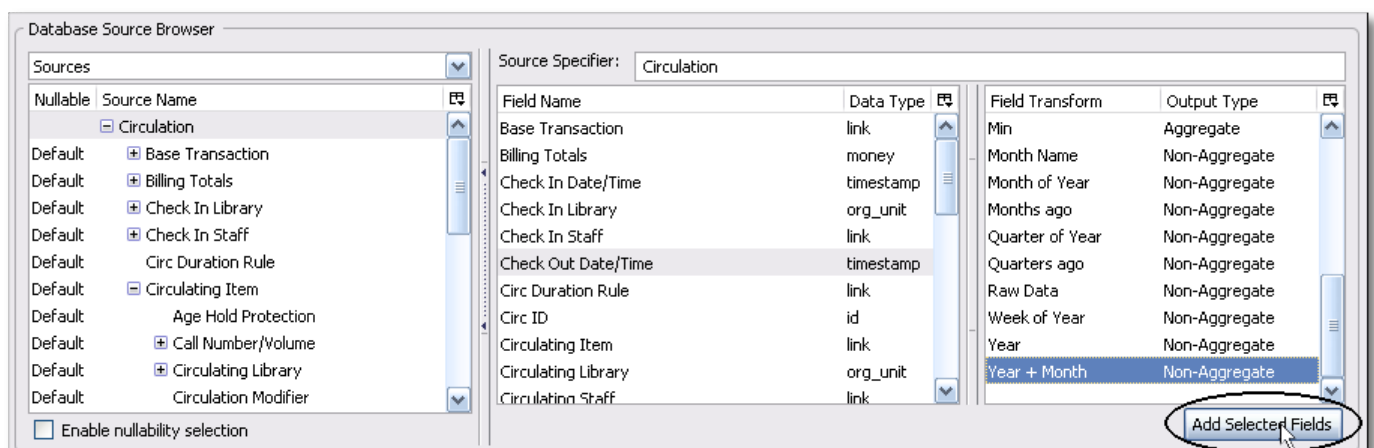 Database Source Browser
Sources
Nullable Source Name
Circulation
Default Base Transaction
Default Billing Totals
Default Check In Library
Default Check In Staff
Default Circ Duration Rule
Default Circulating Item
Default Age Hold Protection
Default Call Number/Volume
Default Circulating Library
Default Circulation Modifier
Enable nullability selection
Source Specifier: Circulation
Field Name Data Type
Base Transaction link
Billing Totals money
Check In Date/Time timestamp
Check In Library org_unit
Check In Staff link
Check Out Date/Time timestamp
Circ Duration Rule link
Circ ID id
Circulating Item link
Circulating Library org_unit
Circulating Staff link
Field Transform Output Type
Min Aggregate
Month Name Non-Aggregate
Month of Year Non-Aggregate
Months ago Non-Aggregate
Quarter of Year Non-Aggregate
Quarters ago Non-Aggregate
Raw Data Non-Aggregate
Week of Year Non-Aggregate
Year Non-Aggregate
Year + Month Non-Aggregate
Add Selected Fields